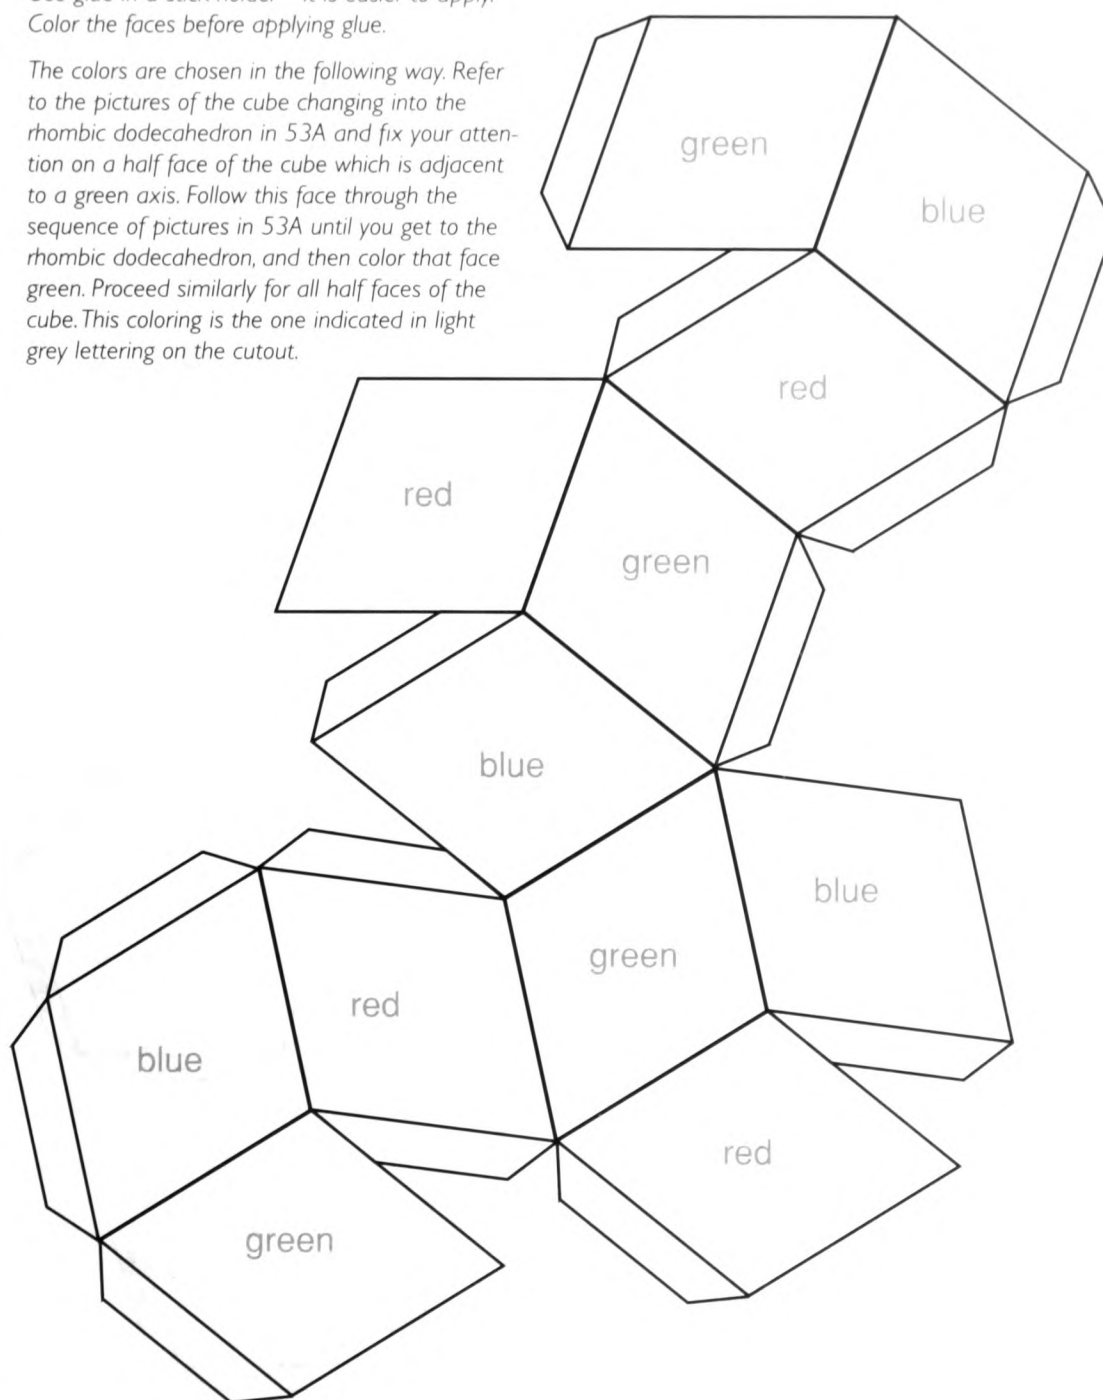 Color the faces before applying glue.
The colors are chosen in the following way. Refer
to the pictures of the cube changing into the
rhombic dodecahedron in 53A and fix your atten-
tion on a half face of the cube which is adjacent
to a green axis. Follow this face through the
sequence of pictures in 53A until you get to the
rhombic dodecahedron, and then color that face
green. Proceed similarly for all half faces of the
cube. This coloring is the one indicated in light
grey lettering on the cutout.
green
blue
red
red
green
blue
blue
green
red
blue
red
green